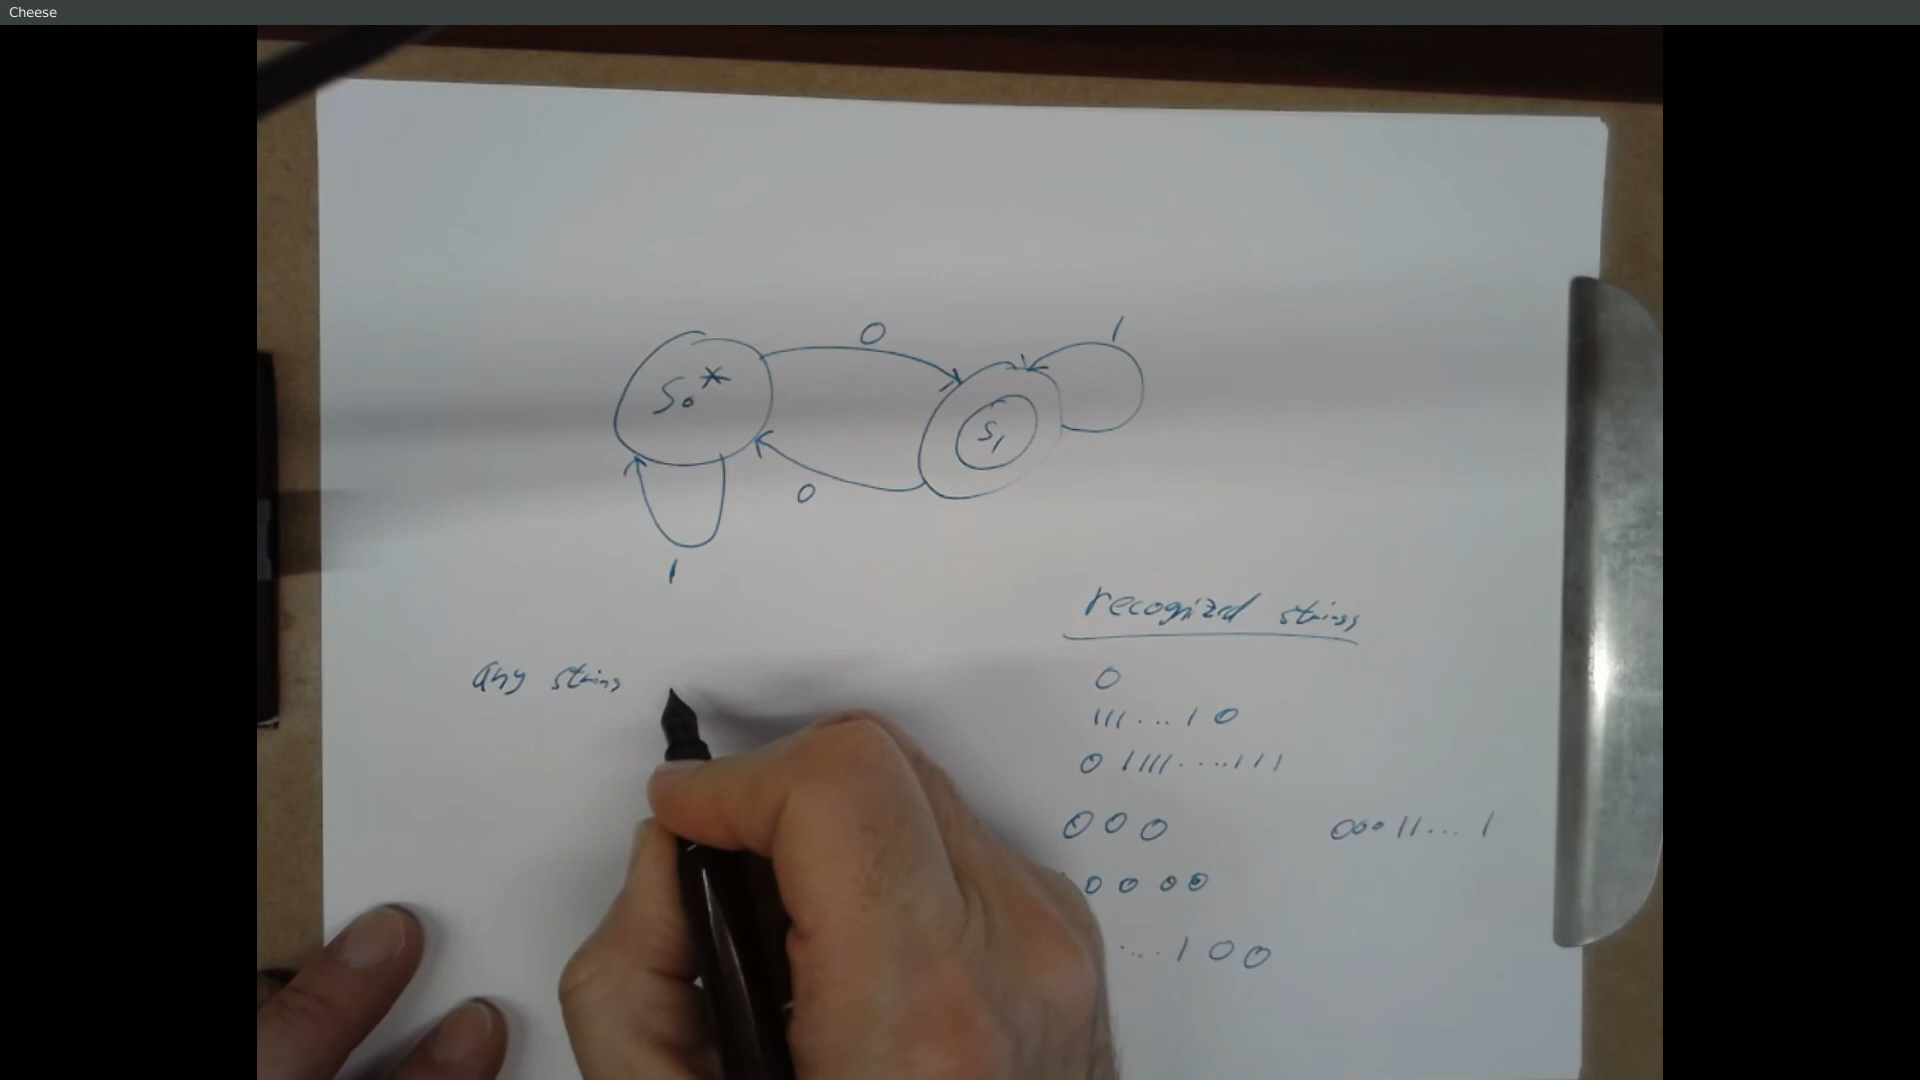 Cheese
0
1
S₀*
S₁
0
1
recognized strings
any string
0
111...10
01111....111
000
00011...1
0000
...100